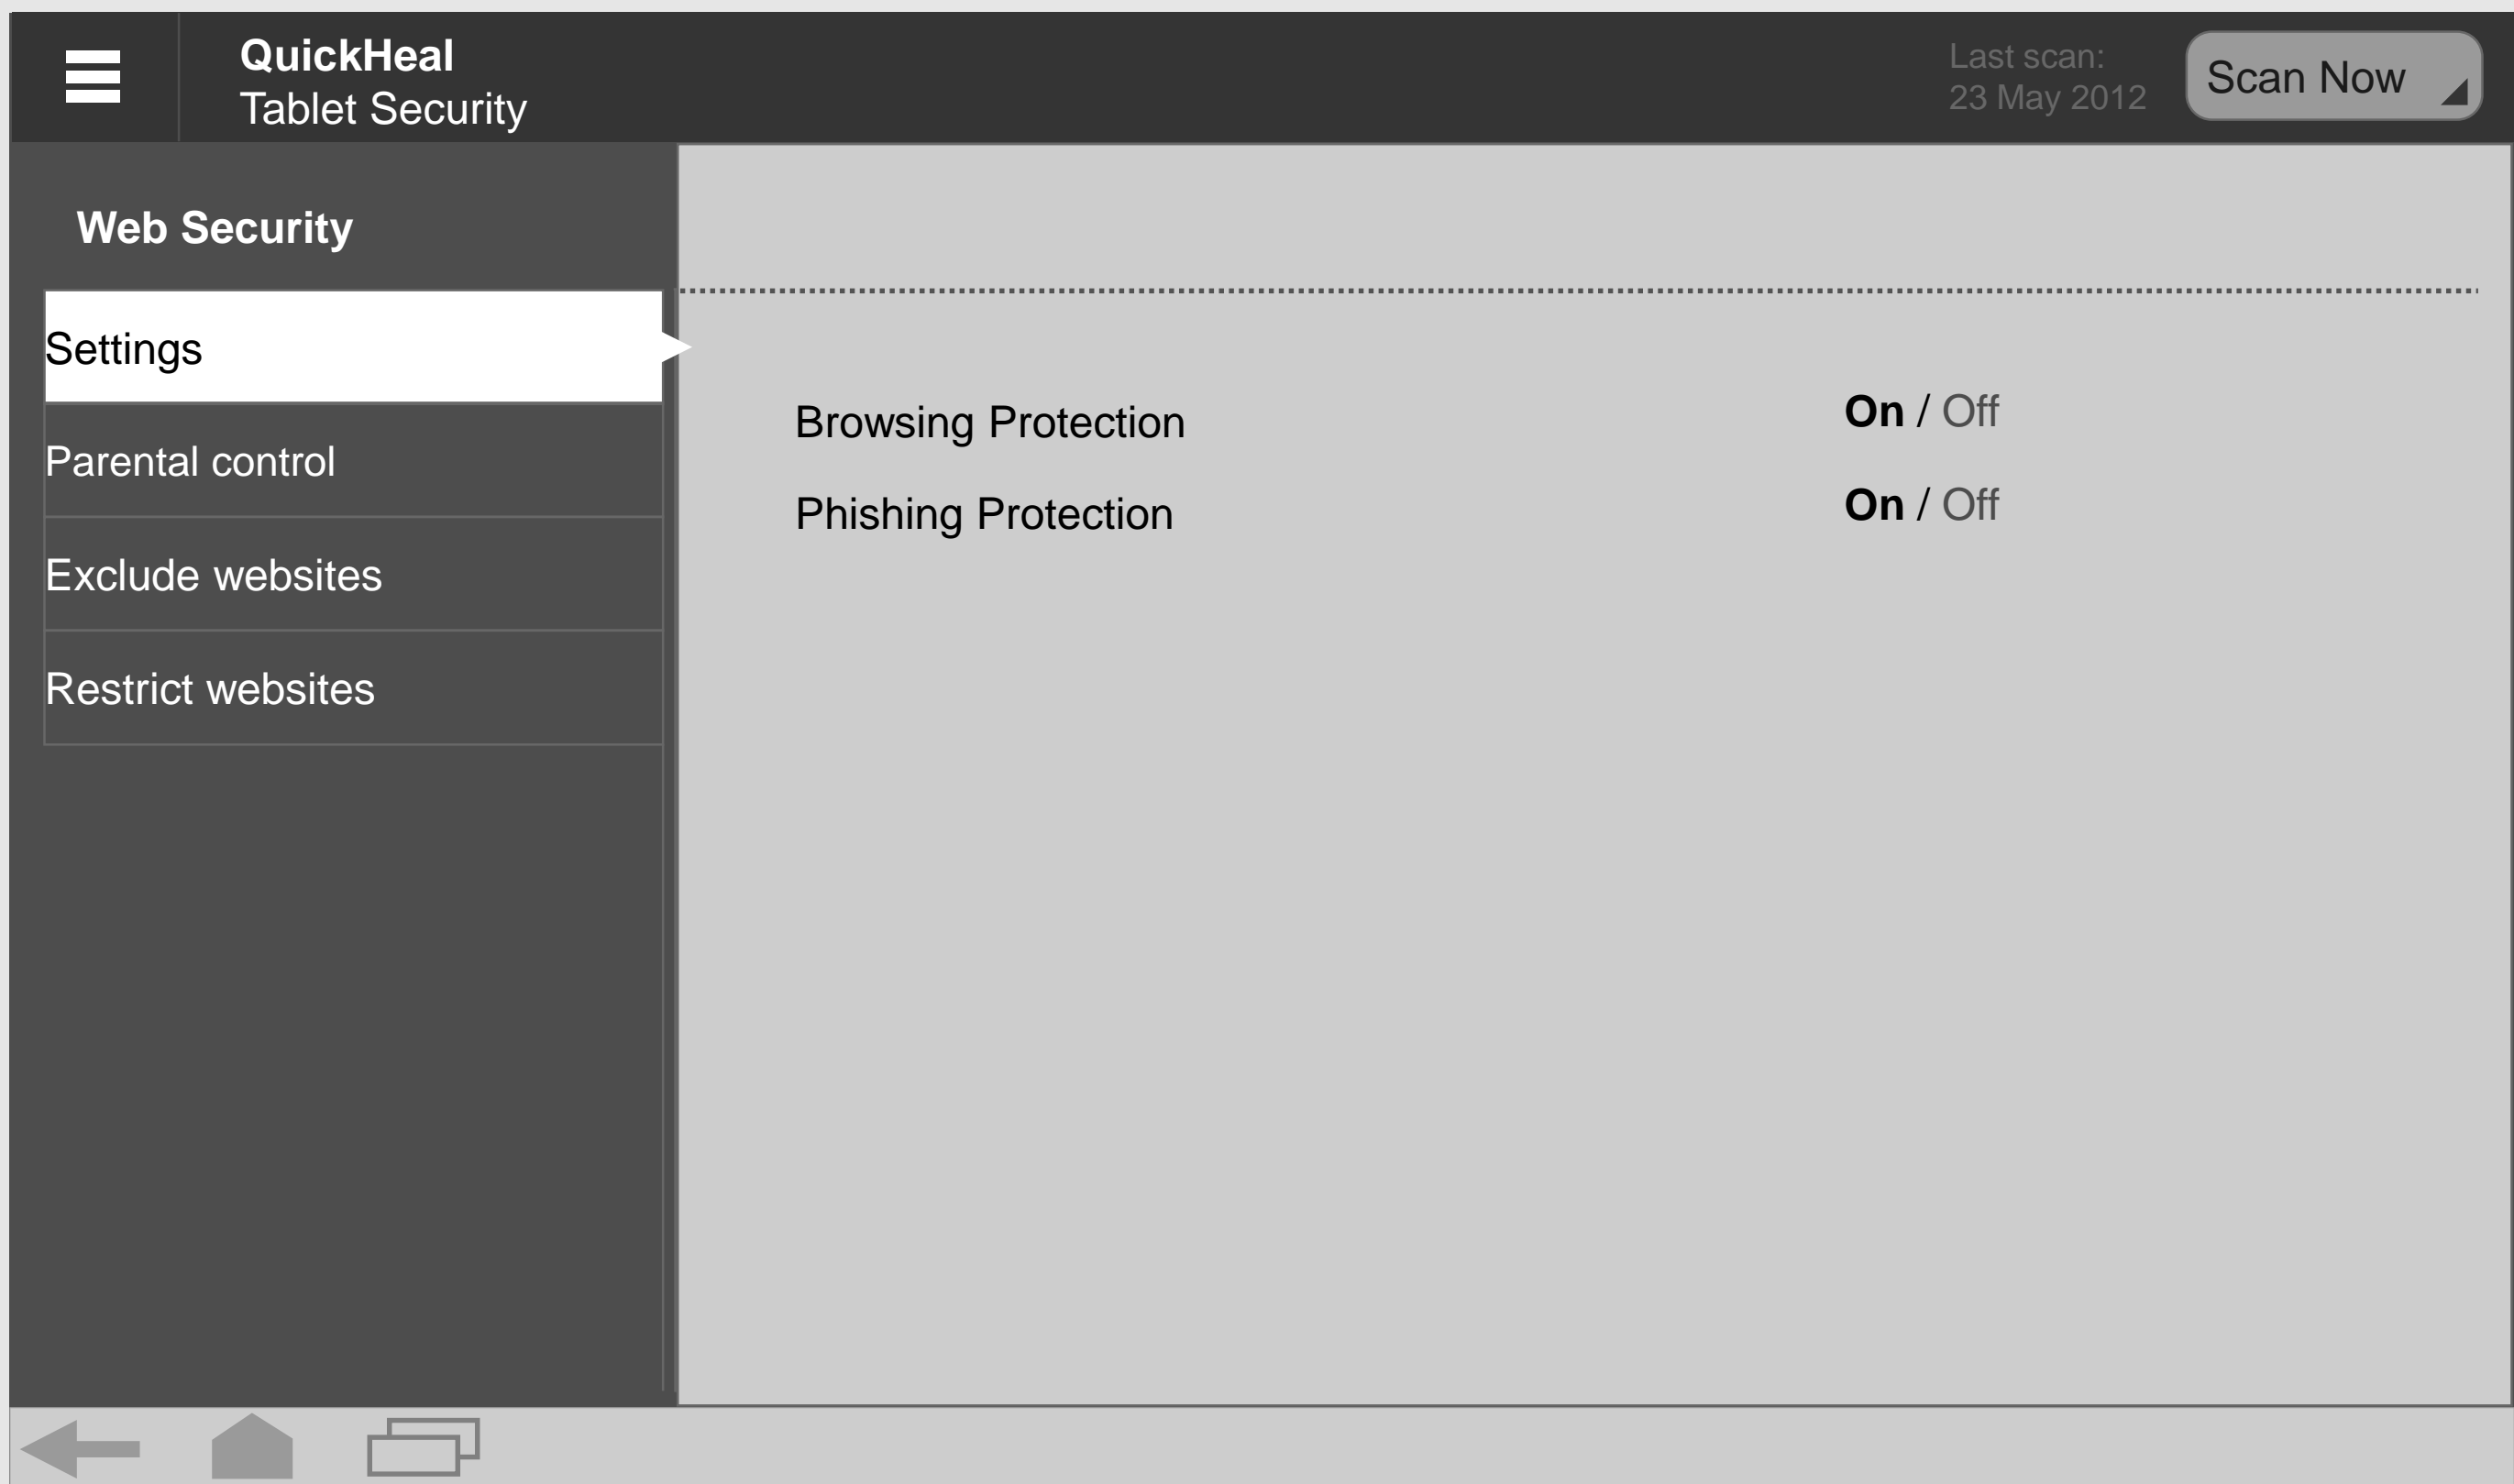 QuickHeal
Tablet Security
Last scan:
23 May 2012
Scan Now
Web Security
Settings
Parental control
Exclude websites
Restrict websites
Browsing Protection
On / Off
Phishing Protection
On / Off